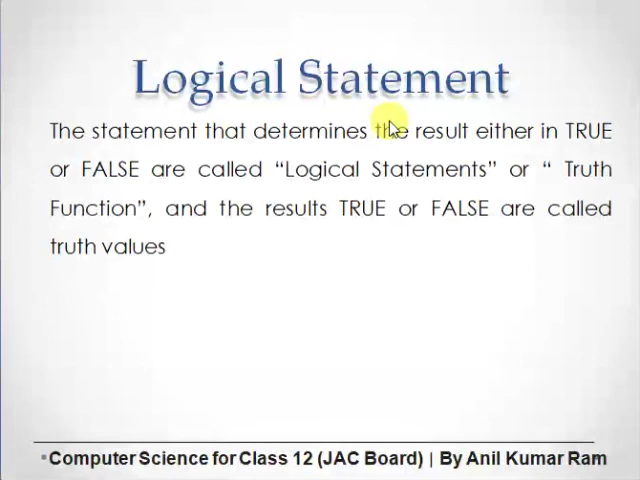 Logical Statement
The statement that determines the result either in TRUE
or FALSE are called “Logical Statements” or “ Truth
Function”, and the results TRUE or FALSE are called
truth values
Computer Science for Class 12 (JAC Board) | By Anil Kumar Ram